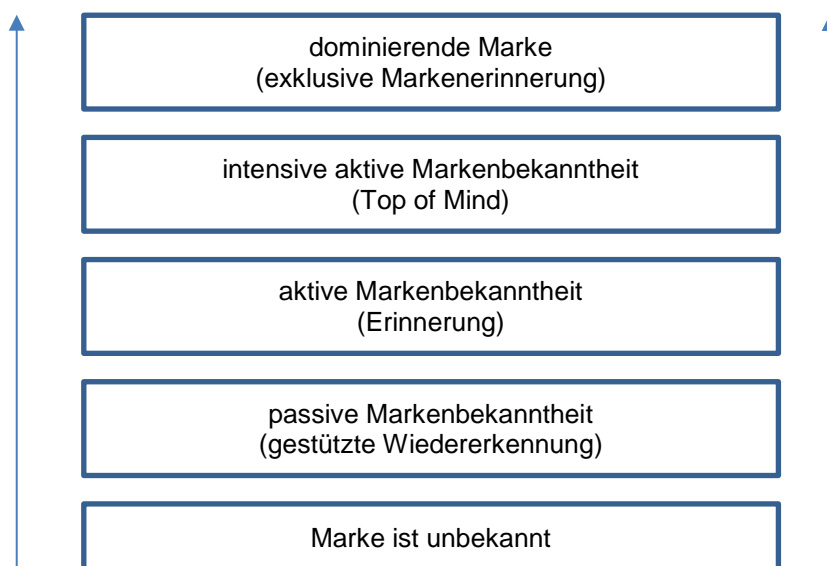 dominierende Marke
(exklusive Markenerinnerung)
intensive aktive Markenbekanntheit
(Top of Mind)
aktive Markenbekanntheit
(Erinnerung)
passive Markenbekanntheit
(gestützte Wiedererkennung)
Marke ist unbekannt